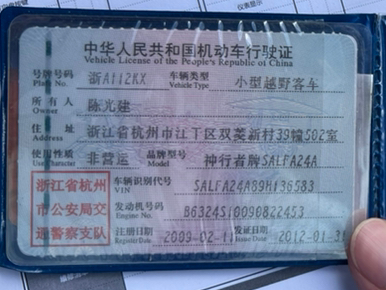 中华人民共和国机动车行驶证
Vehicle License of the People's Republic of China
号牌号码 浙A112KX 车辆类型 小型越野客车
Plate No. Vehicle Type
所有人 陈光建
Owner
住址 浙江省杭州市江干区双菱新村39幢502室
Address
使用性质 非营运 品牌型号 神行者牌SALFA24A
Use Character Model
浙江省杭州 车辆识别代号 SALFA24A89H136583
VIN
市公安局交 发动机号码 B6324S10090822453
Engine No.
通警察支队 注册日期 2009-02-11 发证日期 2012-01-31
Register Date Issue Date